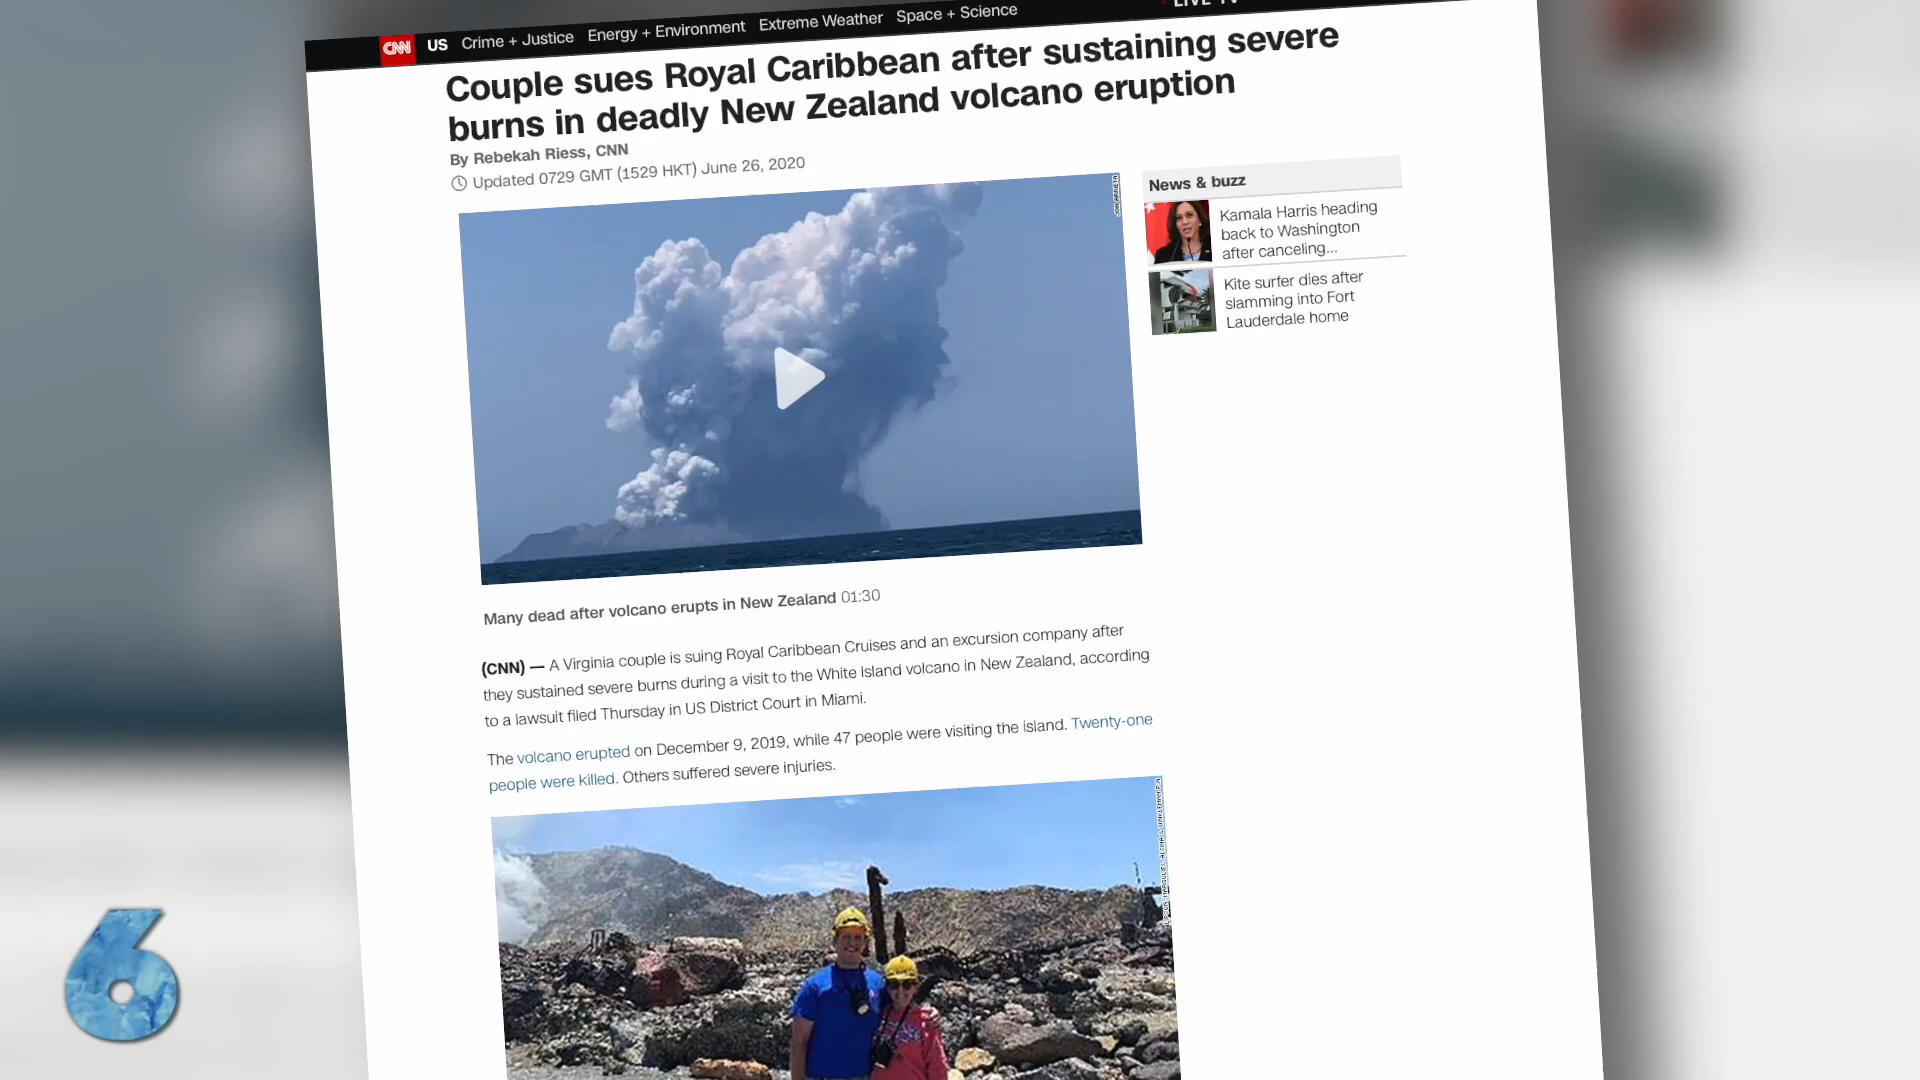 CNN US Crime + Justice Energy + Environment Extreme Weather Space + Science LIVE TV
Couple sues Royal Caribbean after sustaining severe
burns in deadly New Zealand volcano eruption
By Rebekah Riess, CNN
Updated 0729 GMT (1529 HKT) June 26, 2020
News & buzz
Kamala Harris heading
back to Washington
after canceling...
Kite surfer dies after
slamming into Fort
Lauderdale home
Many dead after volcano erupts in New Zealand 01:30
(CNN) — A Virginia couple is suing Royal Caribbean Cruises and an excursion company after
they sustained severe burns during a visit to the White Island volcano in New Zealand, according
to a lawsuit filed Thursday in US District Court in Miami.
The volcano erupted on December 9, 2019, while 47 people were visiting the island. Twenty-one
people were killed. Others suffered severe injuries.
6